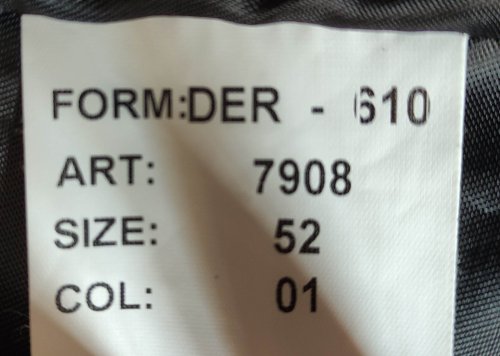 FORM:DER - 610
ART: 7908
SIZE: 52
COL: 01